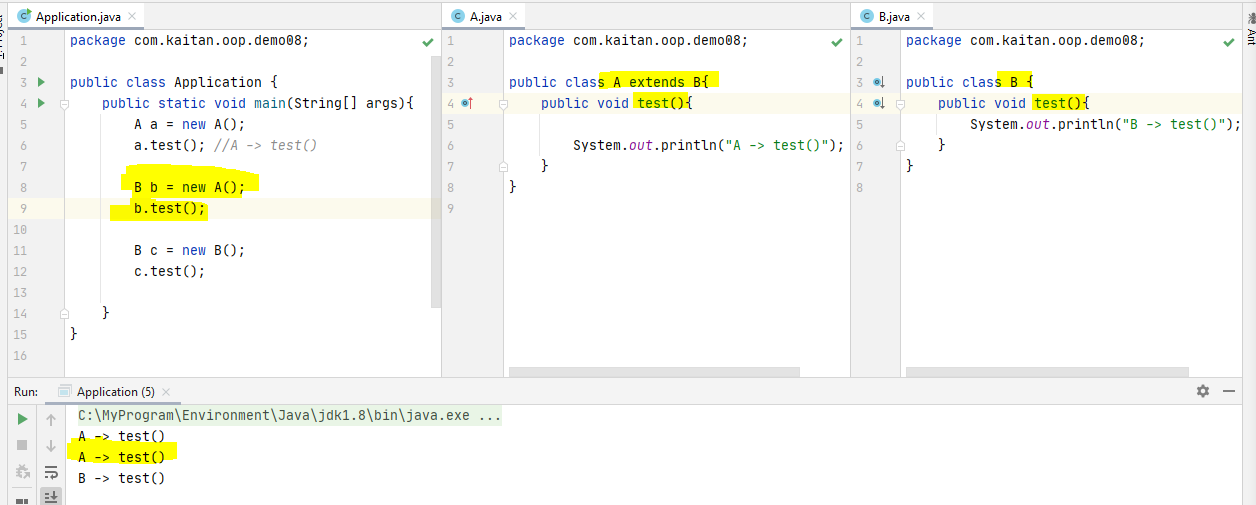 Application.java
1 package com.kaitan.oop.demo08;
2
3 public class Application {
4 public static void main(String[] args){
5 A a = new A();
6 a.test(); //A -> test()
7
8 B b = new A();
9 b.test();
10
11 B c = new B();
12 c.test();
13
14 }
15 }
16
A.java
1 package com.kaitan.oop.demo08;
2
3 public class A extends B{
4 public void test(){
5
6 System.out.println("A -> test()");
7 }
8 }
9
B.java
1 package com.kaitan.oop.demo08;
2
3 public class B {
4 public void test(){
5 System.out.println("B -> test()");
6 }
7 }
8
Ant
Run: Application (5)
C:\MyProgram\Environment\Java\jdk1.8\bin\java.exe ...
A -> test()
A -> test()
B -> test()